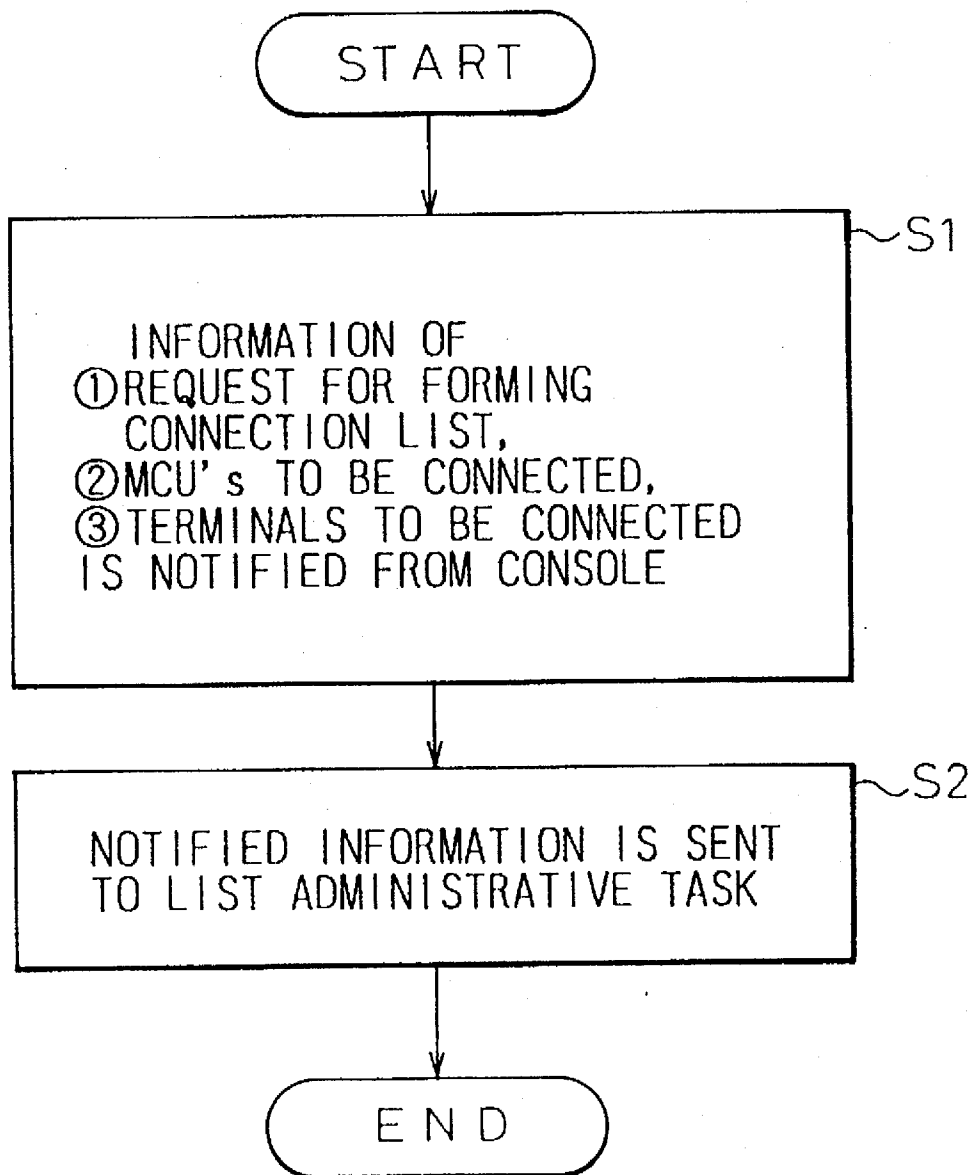 START
S1
INFORMATION OF
①REQUEST FOR FORMING
CONNECTION LIST,
②MCU's TO BE CONNECTED,
③TERMINALS TO BE CONNECTED
IS NOTIFIED FROM CONSOLE
S2
NOTIFIED INFORMATION IS SENT
TO LIST ADMINISTRATIVE TASK
END